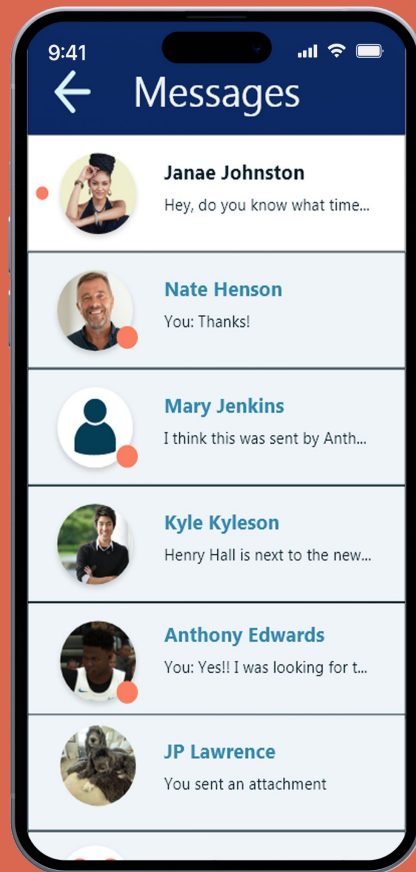 9:41
Messages
Janae Johnston
Hey, do you know what time...
Nate Henson
You: Thanks!
Mary Jenkins
I think this was sent by Anth...
Kyle Kyleson
Henry Hall is next to the new...
Anthony Edwards
You: Yes!! I was looking for t...
JP Lawrence
You sent an attachment